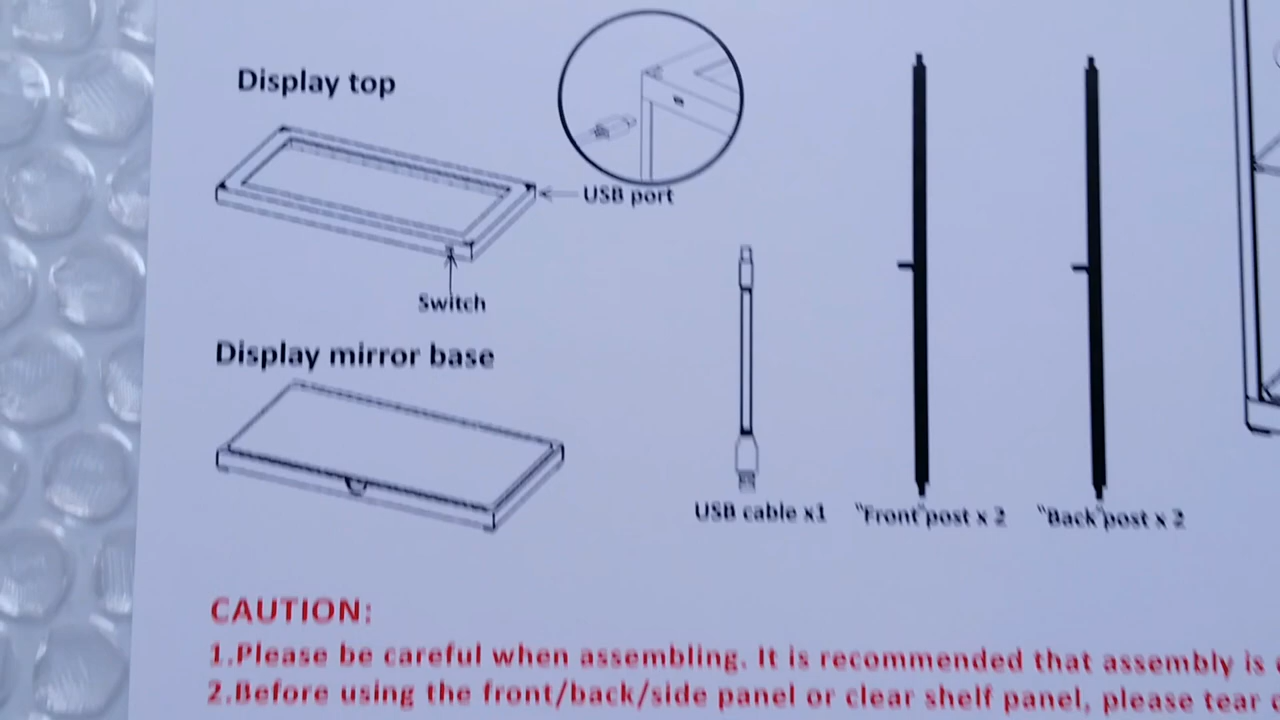 Display top
USB port
Switch
Display mirror base
USB cable x1
"Front"post x 2
"Back"post x 2
CAUTION:
1.Please be careful when assembling. It is recommended that assembly is
2.Before using the front/back/side panel or clear shelf panel, please tear